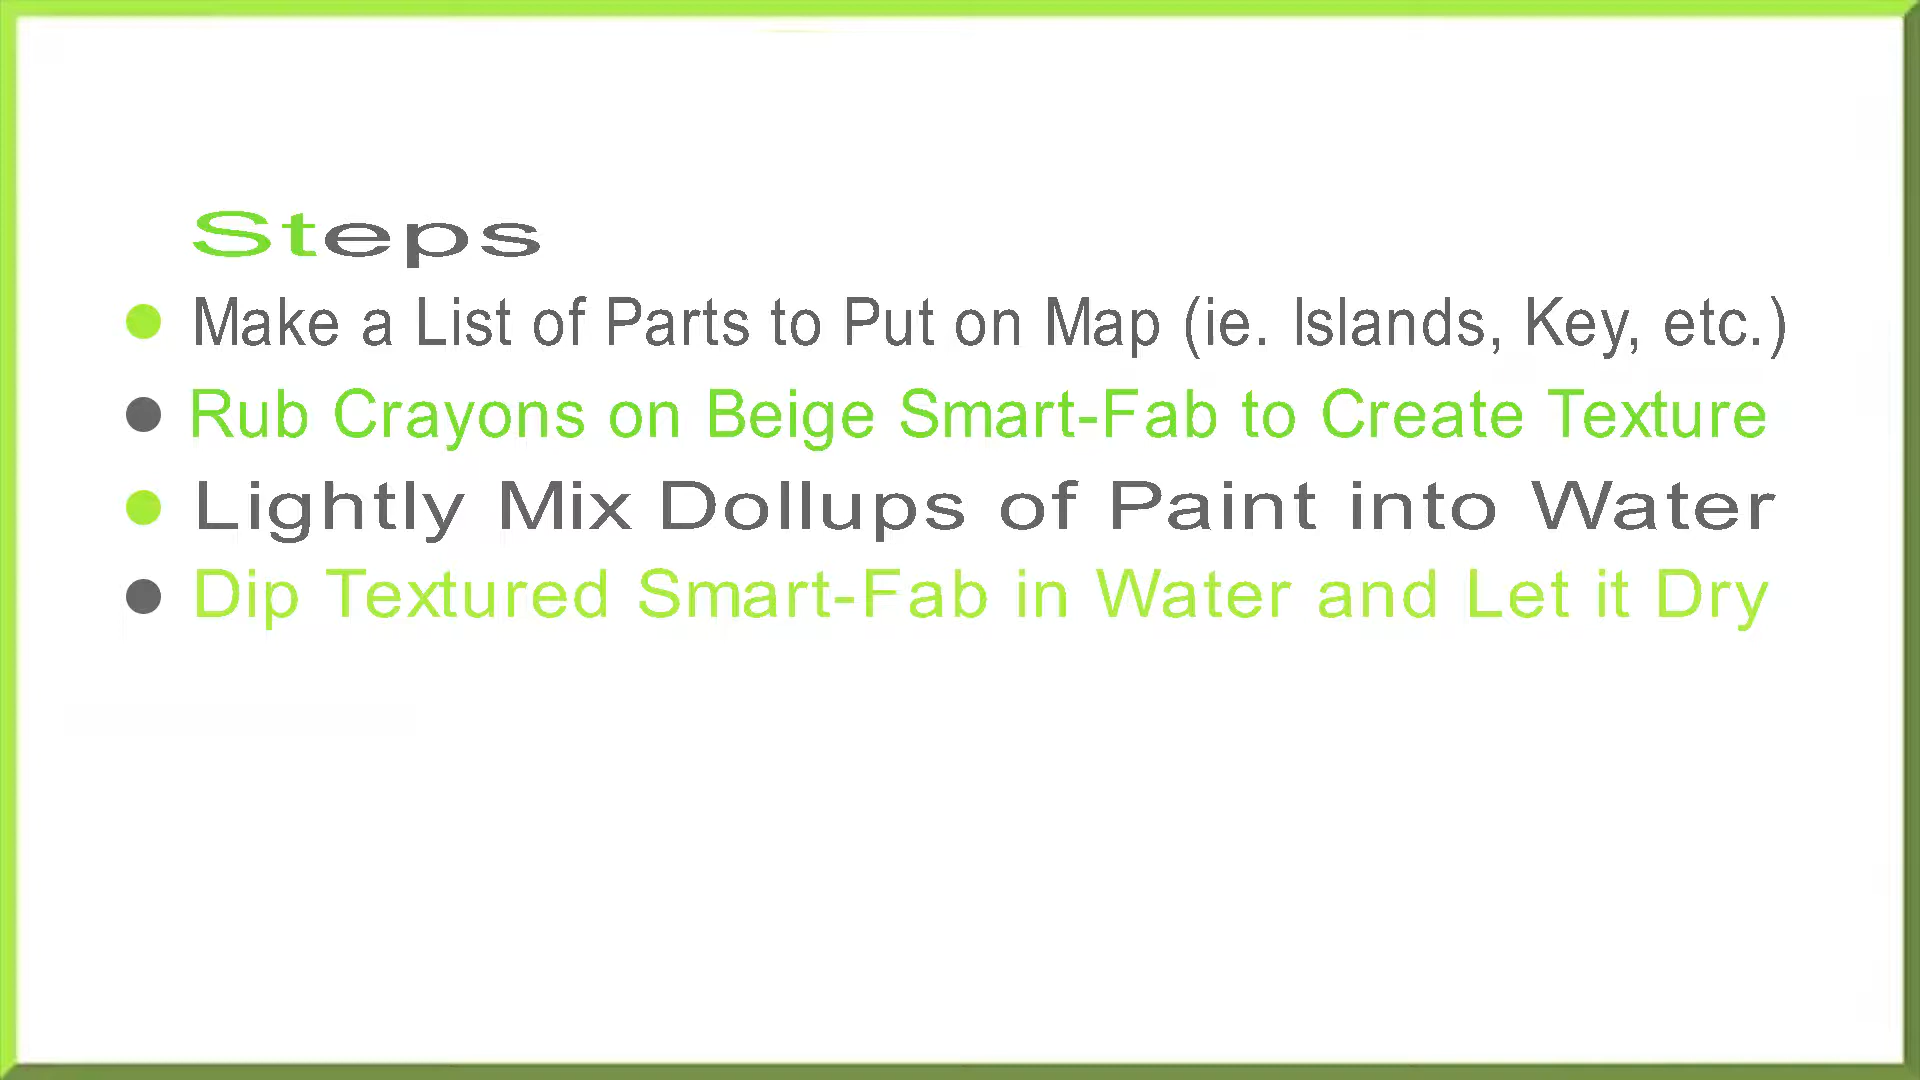 Steps
Make a List of Parts to Put on Map (ie. Islands, Key, etc.)
Rub Crayons on Beige Smart-Fab to Create Texture
Lightly Mix Dollups of Paint into Water
Dip Textured Smart-Fab in Water and Let it Dry